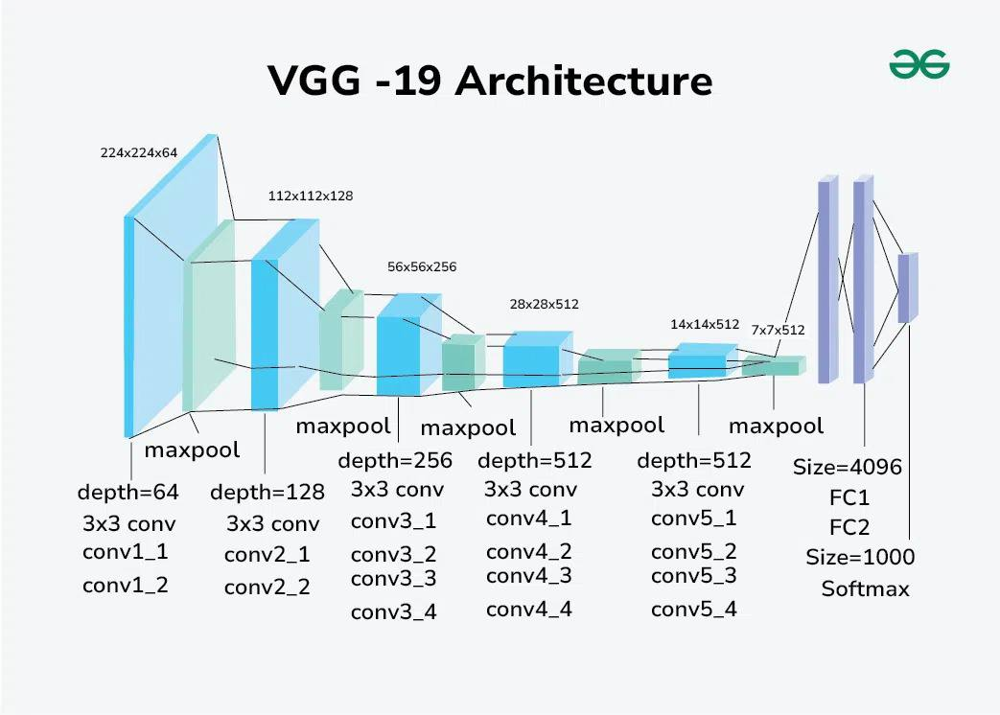 VGG -19 Architecture
224x224x64
112x112x128
56x56x256
28x28x512
14x14x512
7x7x512
maxpool
maxpool
maxpool
maxpool
maxpool
depth=64
3x3 conv
conv1_1
conv1_2
depth=128
3x3 conv
conv2_1
conv2_2
depth=256
3x3 conv
conv3_1
conv3_2
conv3_3
conv3_4
depth=512
3x3 conv
conv4_1
conv4_2
conv4_3
conv4_4
depth=512
3x3 conv
conv5_1
conv5_2
conv5_3
conv5_4
Size=4096
FC1
FC2
Size=1000
Softmax